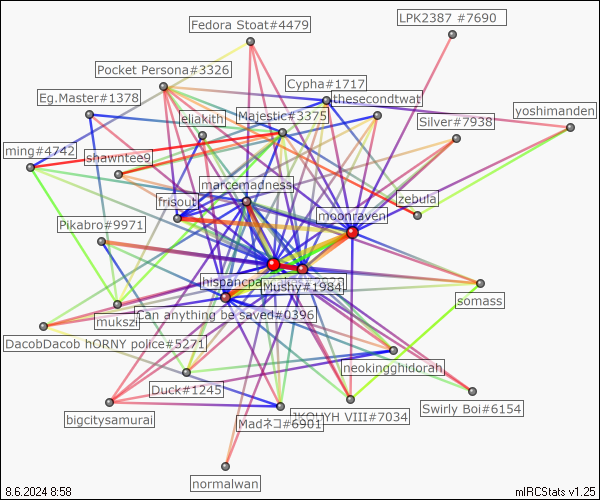 Fedora Stoat#4479
LPK2387 #7690
Pocket Persona#3326
Cypha#1717
Eg.Master#1378
thesecondtwat
eliakith
Majestic#3375
Silver#7938
yoshimanden
ming#4742
shawntee9
marcemadness
frisout
zebula
moonraven
Pikabro#9971
Mushy#1984
somass
mukszi
Can anything be saved#0396
DacobDacob hORNY police#5271
neokingghidorah
Duck#1245
bigcitysamurai
Madネコ#6901
VIII#7034
Swirly Boi#6154
normalwan
8.6.2024 8:58
mIRCStats v1.25